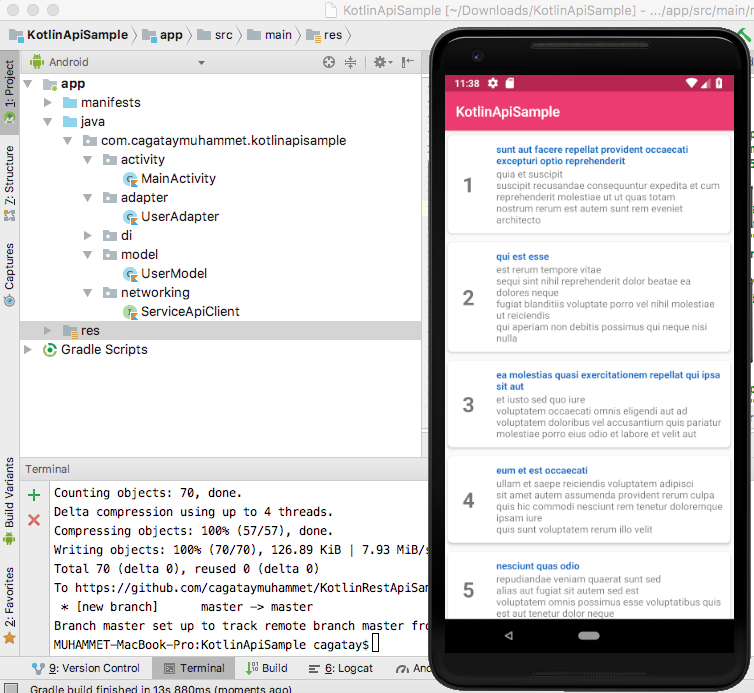 KotlinApiSample [~/Downloads/KotlinApiSample] - .../app/src/main/r
KotlinApiSample
app
src
main
res
1: Project
7: Structure
Captures
Build Variants
2: Favorites
Android
app
manifests
java
com.cagataymuhammet.kotlinapisample
activity
MainActivity
adapter
UserAdapter
di
model
UserModel
networking
ServiceApiClient
res
Gradle Scripts
Terminal
Counting objects: 70, done.
Delta compression using up to 4 threads.
Compressing objects: 100% (57/57), done.
Writing objects: 100% (70/70), 126.89 KiB | 7.93 MiB/s
Total 70 (delta 0), reused 0 (delta 0)
To https://github.com/cagataymuhammet/KotlinRestApiSam
* [new branch] master -> master
Branch master set up to track remote branch master fro
MUHAMMET-MacBook-Pro:KotlinApiSample cagatay$
9: Version Control
Terminal
Build
6: Logcat
An
Gradle build finished in 13s 880ms (moments ago)
11:38
KotlinApiSample
1
sunt aut facere repellat provident occaecati
excepturi optio reprehenderit
quia et suscipit
suscipit recusandae consequuntur expedita et cum
reprehenderit molestiae ut ut quas totam
nostrum rerum est autem sunt rem eveniet
architecto
2
qui est esse
est rerum tempore vitae
sequi sint nihil reprehenderit dolor beatae ea
dolores neque
fugiat blanditiis voluptate porro vel nihil molestiae
ut reiciendis
qui aperiam non debitis possimus qui neque nisi
nulla
3
ea molestias quasi exercitationem repellat qui ipsa
sit aut
et iusto sed quo iure
voluptatem occaecati omnis eligendi aut ad
voluptatem doloribus vel accusantium quis pariatur
molestiae porro eius odio et labore et velit aut
4
eum et est occaecati
ullam et saepe reiciendis voluptatem adipisci
sit amet autem assumenda provident rerum culpa
quis hic commodi nesciunt rem tenetur doloremque
ipsam iure
quis sunt voluptatem rerum illo velit
5
nesciunt quas odio
repudiandae veniam quaerat sunt sed
alias aut fugiat sit autem sed est
voluptatem omnis possimus esse voluptatibus quis
est aut tenetur dolor neque